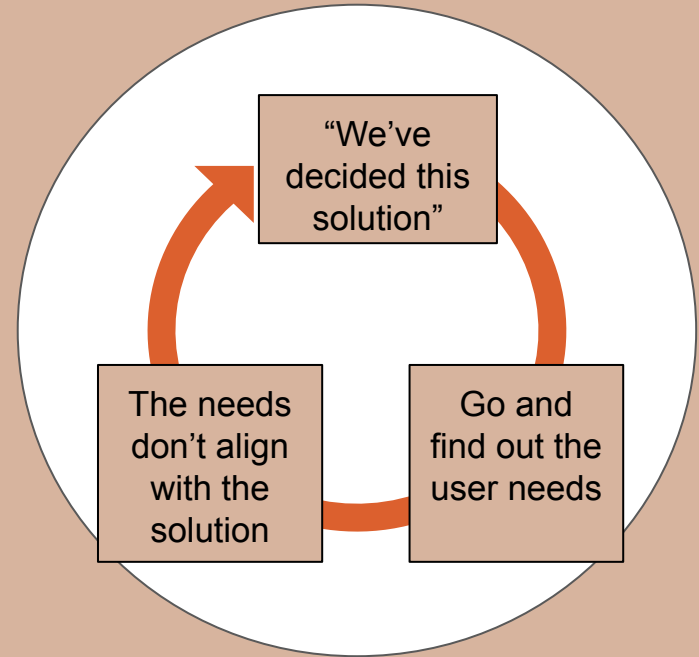 “We’ve
decided this
solution”
Go and
find out the
user needs
The needs
don’t align
with the
solution